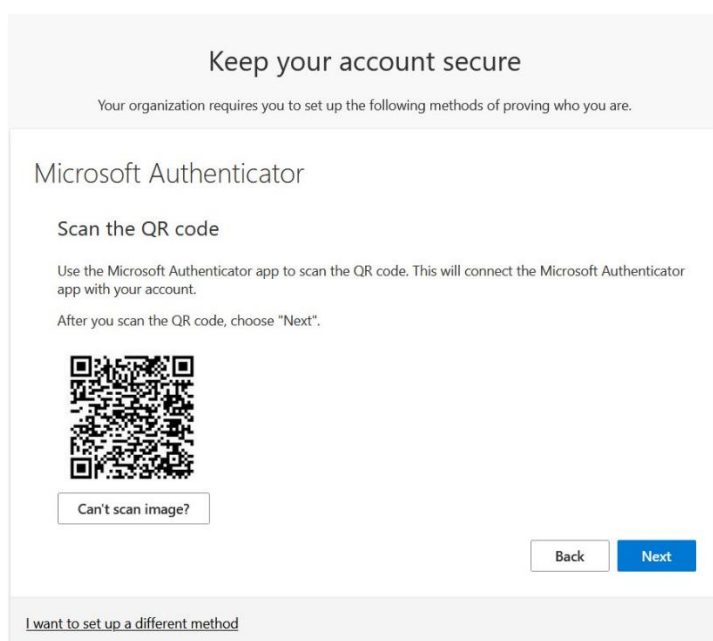 Keep your account secure
Your organization requires you to set up the following methods of proving who you are.
Microsoft Authenticator
Scan the QR code
Use the Microsoft Authenticator app to scan the QR code. This will connect the Microsoft Authenticator
app with your account.
After you scan the QR code, choose "Next".
Can't scan image?
Back Next
I want to set up a different method